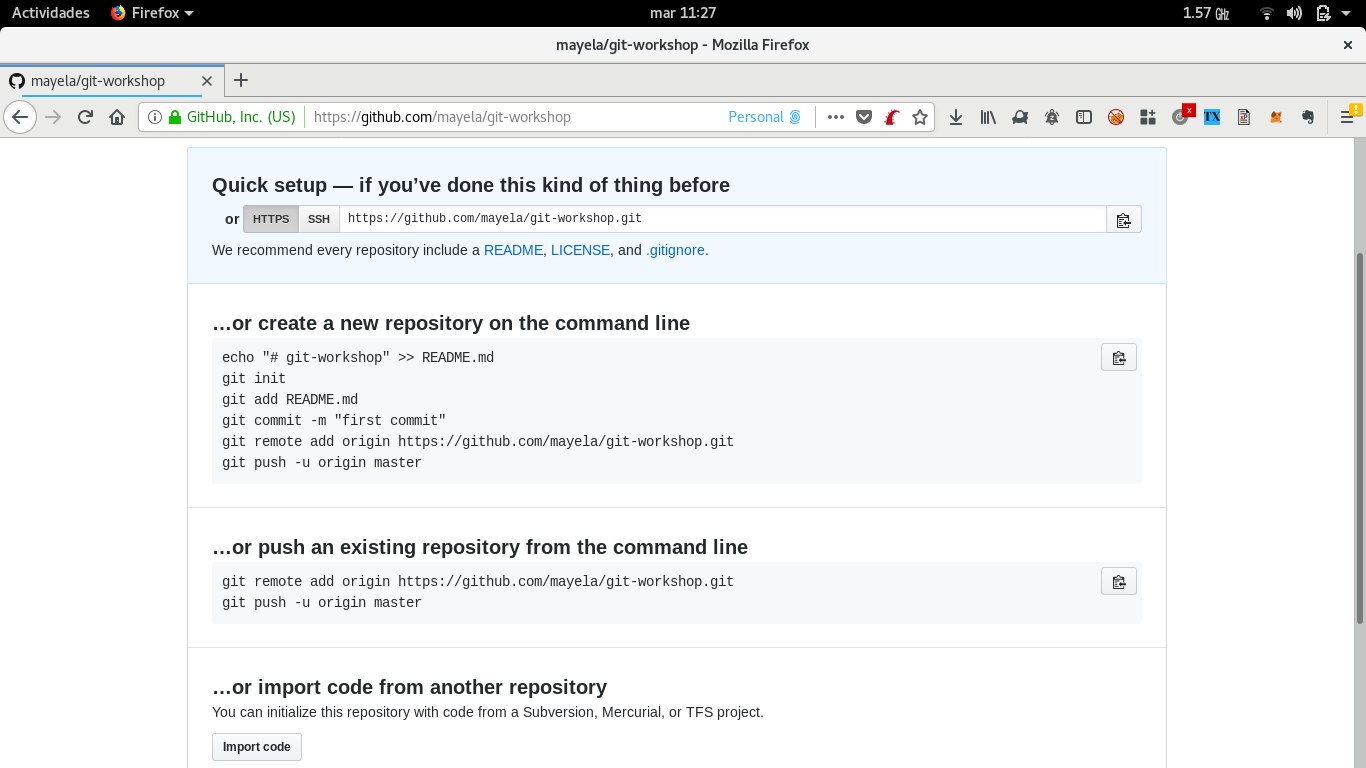 Actividades Firefox mar 11:27 1.57 GHz
mayela/git-workshop - Mozilla Firefox ×
mayela/git-workshop
GitHub, Inc. (US) https://github.com/mayela/git-workshop Personal x TX
Quick setup — if you’ve done this kind of thing before
or HTTPS SSH https://github.com/mayela/git-workshop.git
We recommend every repository include a README, LICENSE, and .gitignore.
…or create a new repository on the command line
echo "# git-workshop" >> README.md
git init
git add README.md
git commit -m "first commit"
git remote add origin https://github.com/mayela/git-workshop.git
git push -u origin master
…or push an existing repository from the command line
git remote add origin https://github.com/mayela/git-workshop.git
git push -u origin master
…or import code from another repository
You can initialize this repository with code from a Subversion, Mercurial, or TFS project.
Import code